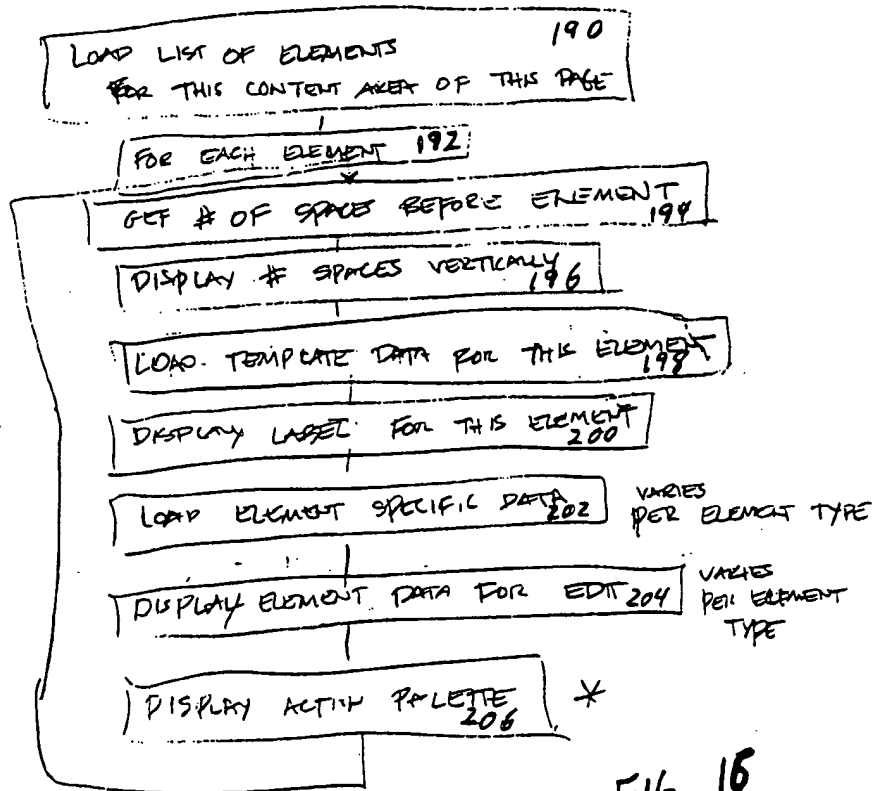 LOAD LIST OF ELEMENTS 190
FOR THIS CONTENT AREA OF THIS PAGE
FOR EACH ELEMENT 192
GET # OF SPACES BEFORE ELEMENT
194
DISPLAY # SPACES VERTICALLY
196
LOAD TEMPLATE DATA FOR THIS ELEMENT
198
DISPLAY LABEL FOR THIS ELEMENT
200
LOAD ELEMENT SPECIFIC DATA
202
VARIES
PER ELEMENT TYPE
DISPLAY ELEMENT DATA FOR EDIT 204
VARIES
PER ELEMENT
TYPE
DISPLAY ACTION PALETTE *
206
FIG 16